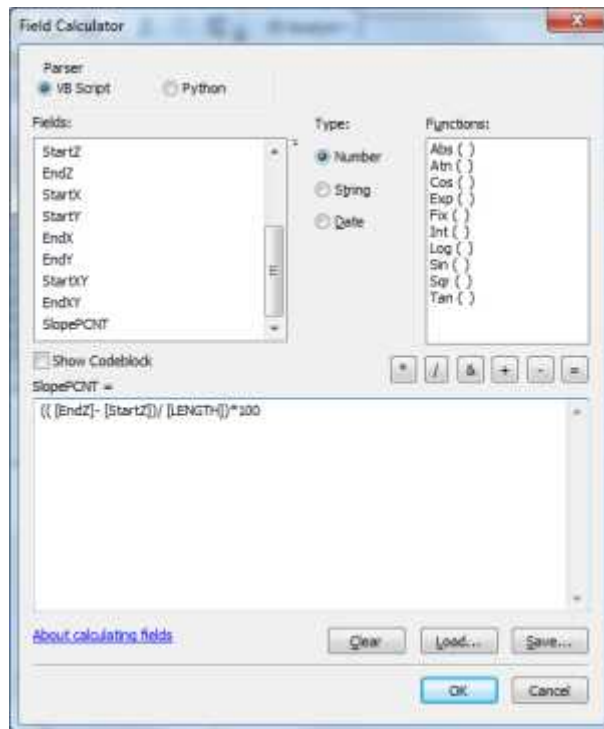 Field Calculator
Parser
VB Script Python
Fields: Type: Functions:
StartZ
EndZ
StartX
StartY
EndX
EndY
StartXY
EndXY
SlopePCNT
Number
String
Date
Abs ( )
Atn ( )
Cos ( )
Exp ( )
Fix ( )
Int ( )
Log ( )
Sin ( )
Sqr ( )
Tan ( )
Show Codeblock
* / & + - =
SlopePCNT =
(( [EndZ]- [StartZ])/ [LENGTH])*100
About calculating fields
Clear Load... Save...
OK Cancel